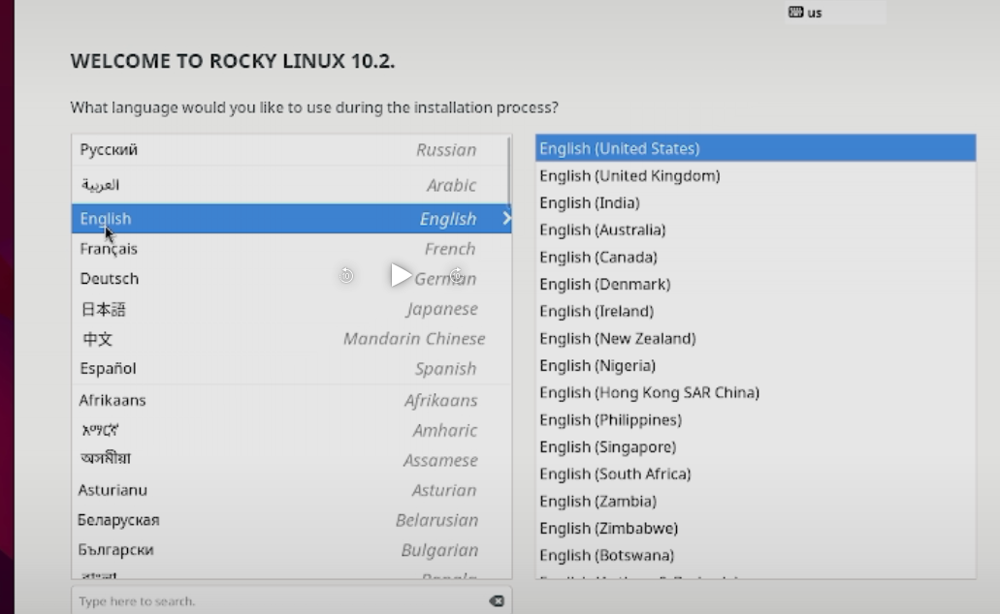 us
WELCOME TO ROCKY LINUX 10.2.
What language would you like to use during the installation process?
Русский Russian
العربية Arabic
English English
Français French
Deutsch German
日本語 Japanese
中文 Mandarin Chinese
Español Spanish
Afrikaans Afrikaans
አማርኛ Amharic
অসমীয়া Assamese
Asturianu Asturian
Беларуская Belarusian
Български Bulgarian
English (United States)
English (United Kingdom)
English (India)
English (Australia)
English (Canada)
English (Denmark)
English (Ireland)
English (New Zealand)
English (Nigeria)
English (Hong Kong SAR China)
English (Philippines)
English (Singapore)
English (South Africa)
English (Zambia)
English (Zimbabwe)
English (Botswana)
Type here to search.